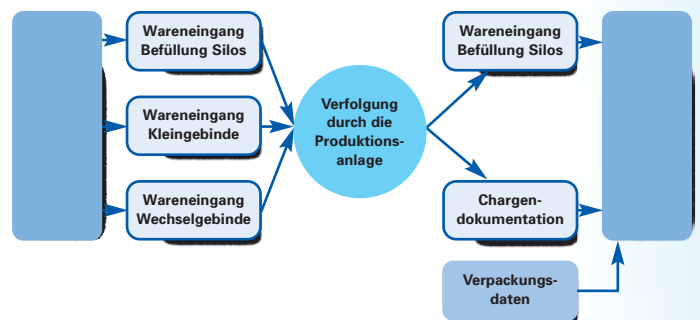 Wareneingang
Befüllung Silos
Wareneingang
Kleingebinde
Wareneingang
Wechselgebinde
Verfolgung
durch die
Produktions-
anlage
Wareneingang
Befüllung Silos
Chargen-
dokumentation
Verpackungs-
daten